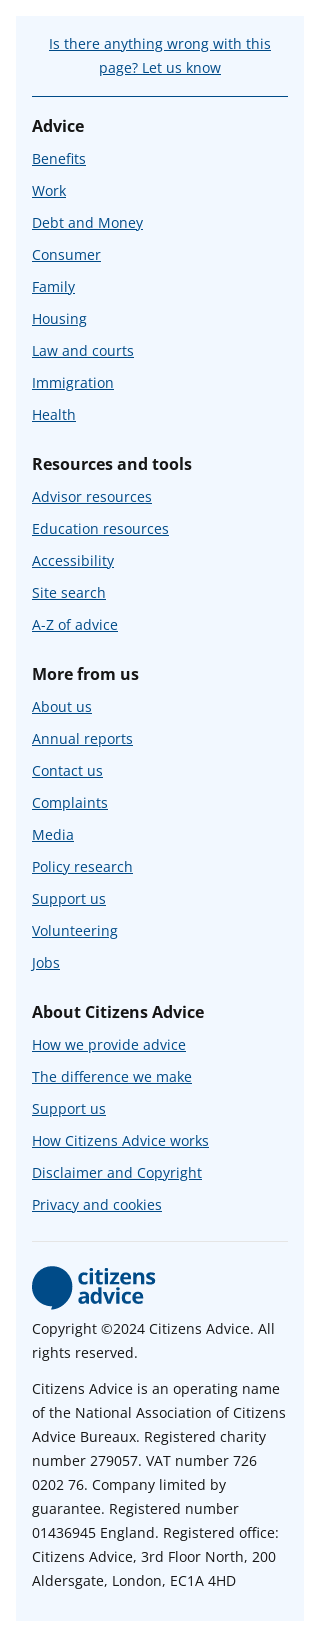 Is there anything wrong with this
page? Let us know
Advice
Benefits
Work
Debt and Money
Consumer
Family
Housing
Law and courts
Immigration
Health
Resources and tools
Advisor resources
Education resources
Accessibility
Site search
A-Z of advice
More from us
About us
Annual reports
Contact us
Complaints
Media
Policy research
Support us
Volunteering
Jobs
About Citizens Advice
How we provide advice
The difference we make
Support us
How Citizens Advice works
Disclaimer and Copyright
Privacy and cookies
citizens
advice
Copyright ©2024 Citizens Advice. All
rights reserved.
Citizens Advice is an operating name
of the National Association of Citizens
Advice Bureaux. Registered charity
number 279057. VAT number 726
0202 76. Company limited by
guarantee. Registered number
01436945 England. Registered office:
Citizens Advice, 3rd Floor North, 200
Aldersgate, London, EC1A 4HD